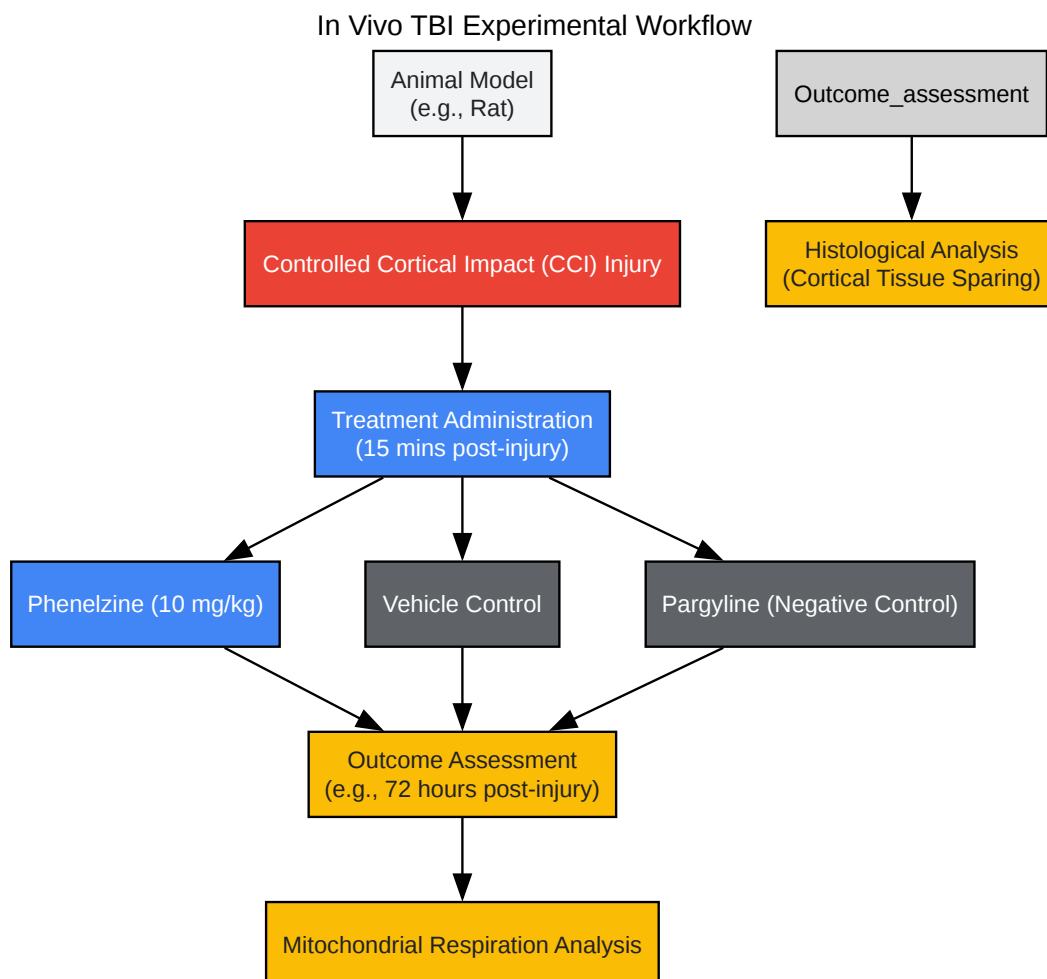 In Vivo TBI Experimental Workflow
Animal Model
(e.g., Rat)
Outcome_assessment
Controlled Cortical Impact (CCI) Injury
Histological Analysis
(Cortical Tissue Sparing)
Treatment Administration
(15 mins post-injury)
Phenelzine (10 mg/kg)
Vehicle Control
Pargyline (Negative Control)
Outcome Assessment
(e.g., 72 hours post-injury)
Mitochondrial Respiration Analysis